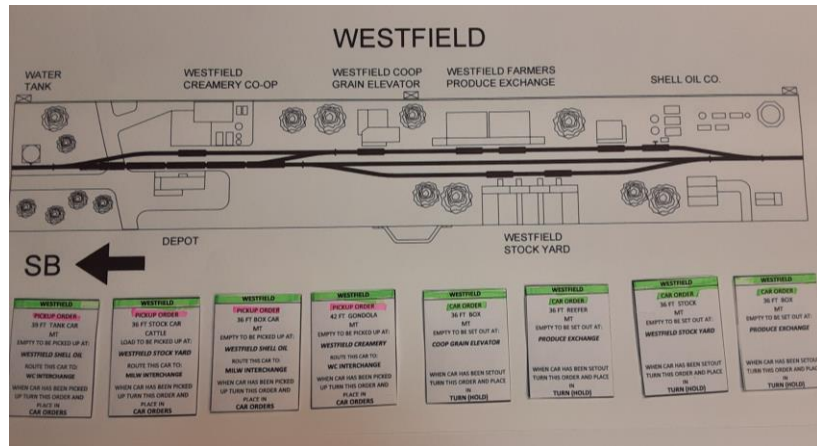 WESTFIELD
WATER
TANK
WESTFIELD
CREAMERY CO-OP
WESTFIELD COOP
GRAIN ELEVATOR
WESTFIELD FARMERS
PRODUCE EXCHANGE
SHELL OIL CO.
DEPOT
WESTFIELD
STOCK YARD
SB
WESTFIELD
PICKUP ORDER
39 FT TANK CAR
MT
EMPTY TO BE PICKED UP AT:
WESTFIELD SHELL OIL
ROUTE THIS CAR TO:
WC INTERCHANGE
WHEN CAR HAS BEEN PICKED
UP TURN THIS ORDER AND
PLACE IN
CAR ORDERS
WESTFIELD
PICKUP ORDER
36 FT STOCK CAR
CATTLE
LOAD TO BE PICKED UP AT:
WESTFIELD STOCK YARD
ROUTE THIS CAR TO:
MILW INTERCHANGE
WHEN CAR HAS BEEN PICKED
UP TURN THIS ORDER AND
PLACE IN
CAR ORDERS
WESTFIELD
PICKUP ORDER
36 FT BOX CAR
MT
EMPTY TO BE PICKED UP AT:
WESTFIELD SHELL OIL
ROUTE THIS CAR TO:
MILW INTERCHANGE
WHEN CAR HAS BEEN PICKED
UP TURN THIS ORDER AND
PLACE IN
CAR ORDERS
WESTFIELD
PICKUP ORDER
42 FT GONDOLA
MT
EMPTY TO BE PICKED UP AT:
WESTFIELD CREAMERY
ROUTE THIS CAR TO:
WC INTERCHANGE
WHEN CAR HAS BEEN PICKED
UP TURN THIS ORDER AND
PLACE IN
CAR ORDERS
WESTFIELD
CAR ORDER
36 FT BOX
MT
EMPTY TO BE SET OUT AT:
COOP GRAIN ELEVATOR
WHEN CAR HAS BEEN SETOUT
TURN THIS ORDER AND PLACE
IN
TURN (HOLD)
WESTFIELD
CAR ORDER
36 FT REEFER
MT
EMPTY TO BE SET OUT AT:
PRODUCE EXCHANGE
WHEN CAR HAS BEEN SETOUT
TURN THIS ORDER AND PLACE
IN
TURN (HOLD)
WESTFIELD
CAR ORDER
36 FT STOCK
MT
EMPTY TO BE SET OUT AT:
WESTFIELD STOCK YARD
WHEN CAR HAS BEEN SETOUT
TURN THIS ORDER AND PLACE
IN
TURN (HOLD)
WESTFIELD
CAR ORDER
36 FT BOX
MT
EMPTY TO BE SET OUT AT:
PRODUCE EXCHANGE
WHEN CAR HAS BEEN SETOUT
TURN THIS ORDER AND PLACE
IN
TURN (HOLD)